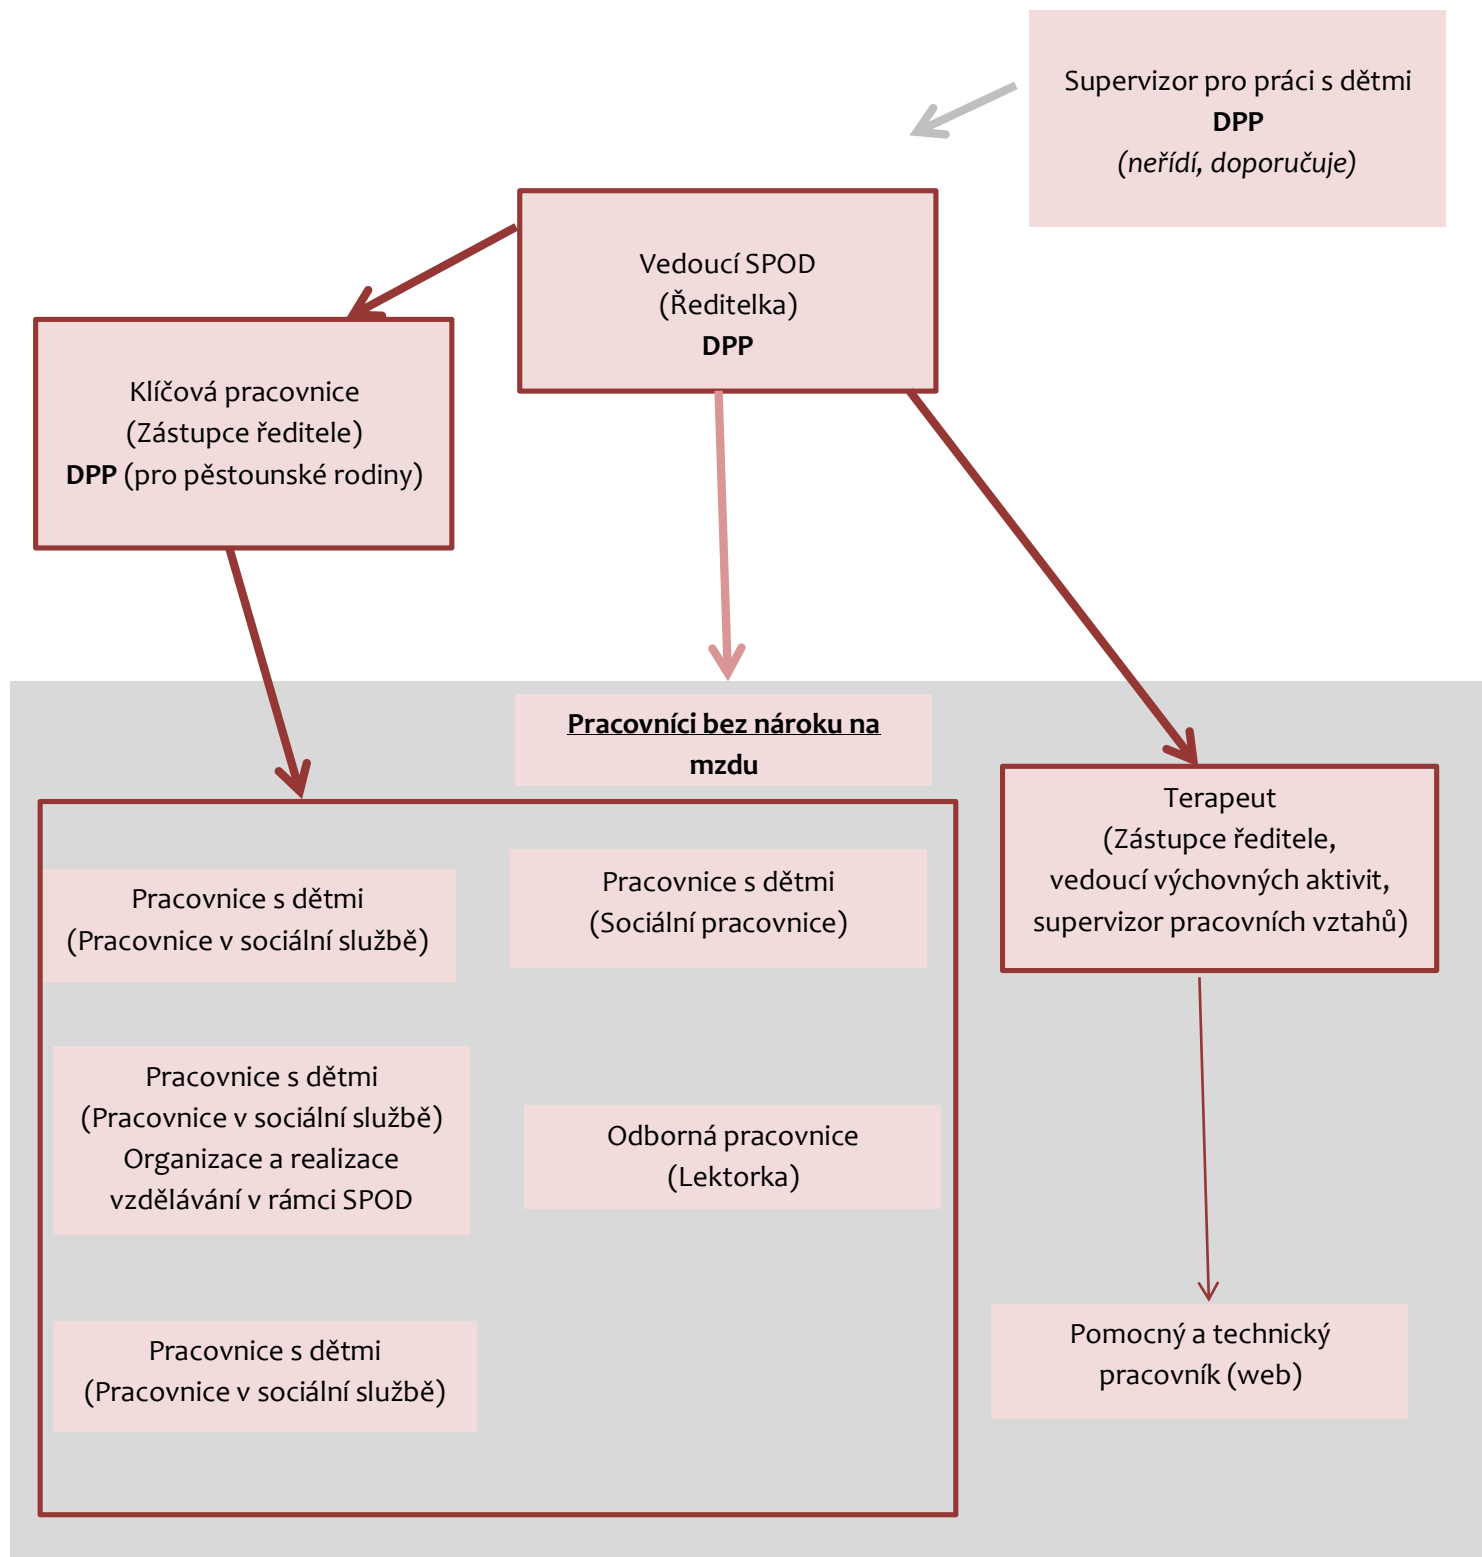 Supervizor pro práci s dětmi
DPP
(neřídí, doporučuje)
Vedoucí SPOD
(Ředitelka)
DPP
Klíčová pracovnice
(Zástupce ředitele)
DPP (pro pěstounské rodiny)
Pracovníci bez nároku na
mzdu
Terapeut
(Zástupce ředitele,
vedoucí výchovných aktivit,
supervizor pracovních vztahů)
Pracovnice s dětmi
(Pracovnice v sociální službě)
Pracovnice s dětmi
(Sociální pracovnice)
Pracovnice s dětmi
(Pracovnice v sociální službě)
Organizace a realizace
vzdělávání v rámci SPOD
Odborná pracovnice
(Lektorka)
Pracovnice s dětmi
(Pracovnice v sociální službě)
Pomocný a technický
pracovník (web)